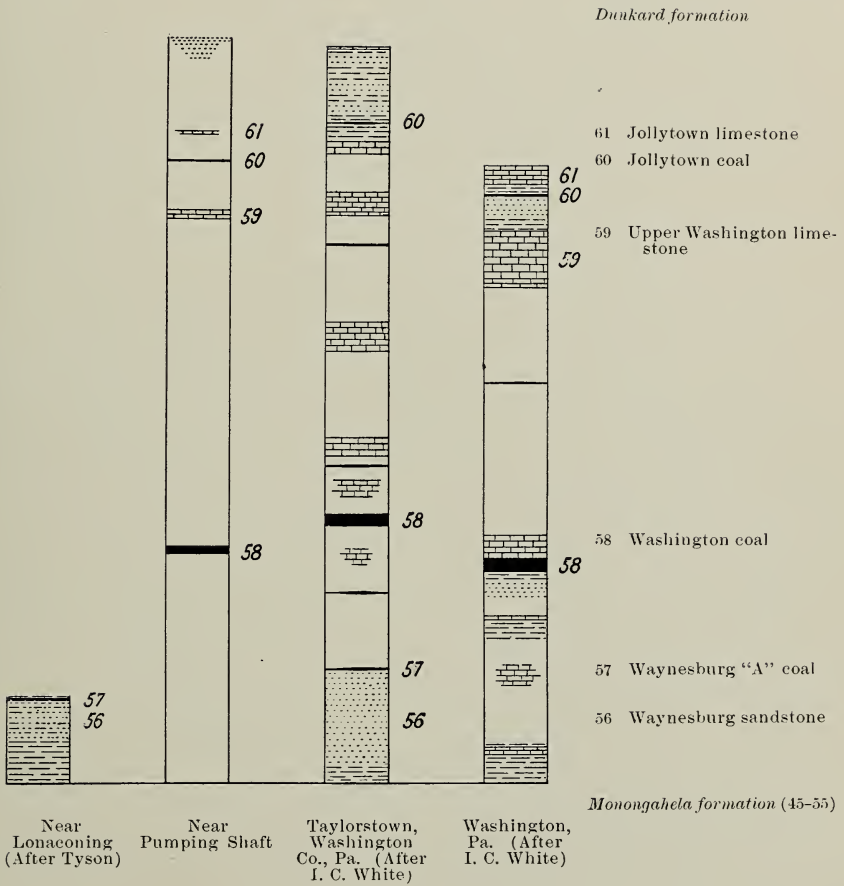 Dunkard formation
61 Jollytown limestone
60 Jollytown coal
59 Upper Washington lime-
stone
58 Washington coal
57 Waynesburg "A" coal
56 Waynesburg sandstone
Monongahela formation (45-55)
57
56
Near
Lonaconing
(After Tyson)
61
60
59
58
Near
Pumping Shaft
60
58
57
56
Taylorstown,
Washington
Co., Pa. (After
I. C. White)
61
60
59
58
Washington,
Pa. (After
I. C. White)